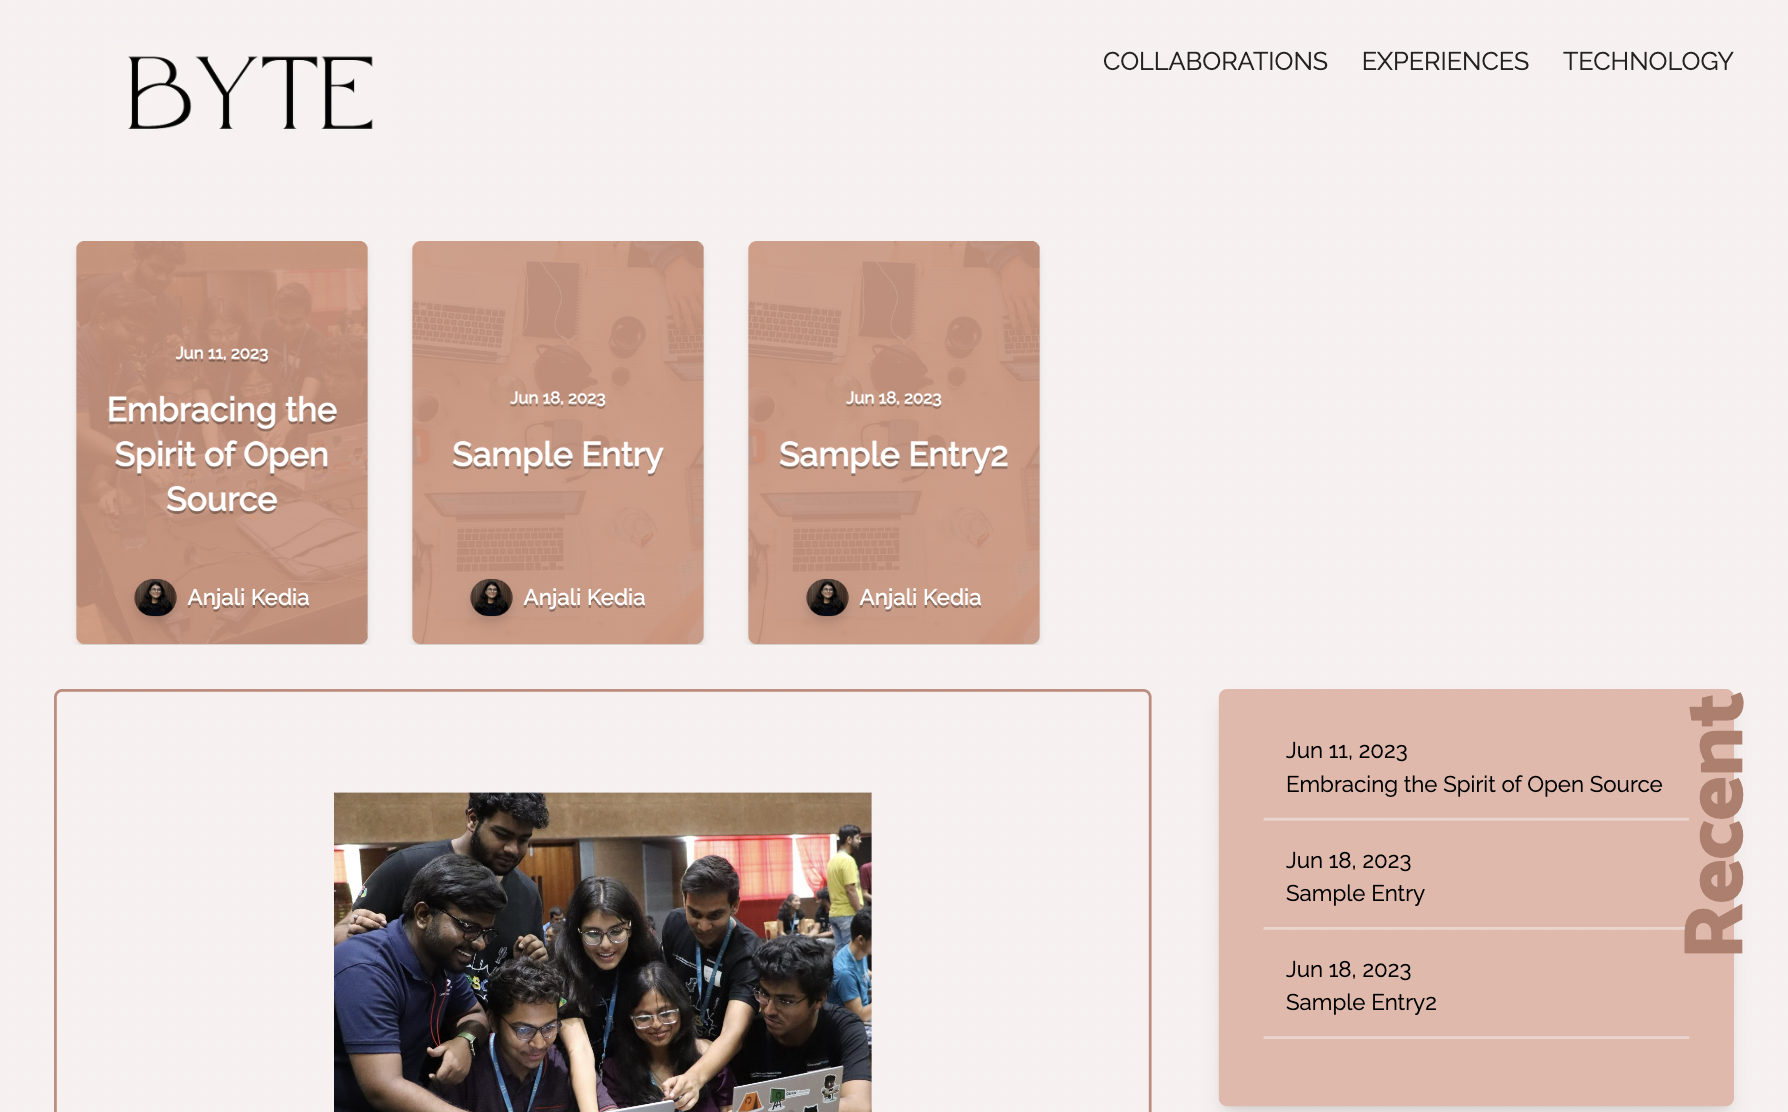 BYTE
COLLABORATIONS EXPERIENCES TECHNOLOGY
Jun 11, 2023
Embracing the
Spirit of Open
Source
Anjali Kedia
Jun 18, 2023
Sample Entry
Anjali Kedia
Jun 18, 2023
Sample Entry2
Anjali Kedia
Recent
Jun 11, 2023
Embracing the Spirit of Open Source
Jun 18, 2023
Sample Entry
Jun 18, 2023
Sample Entry2